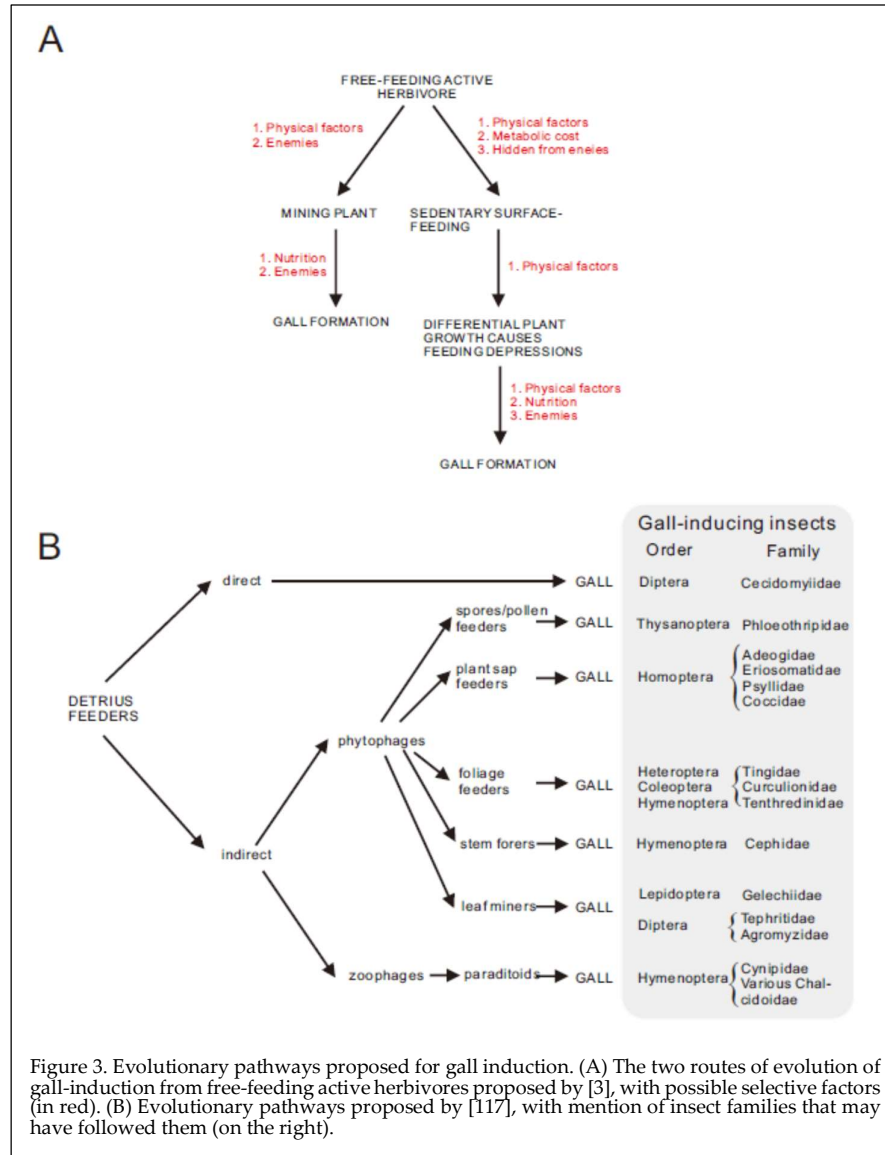 A
FREE-FEEDING ACTIVE
HERBIVORE
1. Physical factors
2. Enemies
1. Physical factors
2. Metabolic cost
3. Hidden from eneies
MINING PLANT
SEDENTARY SURFACE-
FEEDING
1. Nutrition
2. Enemies
1. Physical factors
GALL FORMATION
DIFFERENTIAL PLANT
GROWTH CAUSES
FEEDING DEPRESSIONS
1. Physical factors
2. Nutrition
3. Enemies
GALL FORMATION
B
Gall-inducing insects
Order Family
direct GALL Diptera Cecidomyiidae
spores/pollen
feeders GALL Thysanoptera Phloeothripidae
plant sap
feeders GALL Homoptera
Adeogidae
Eriosomatidae
Psyllidae
Coccidae
DETRIUS
FEEDERS
phytophages
foliage
feeders GALL
Heteroptera Tingidae
Coleoptera Curculionidae
Hymenoptera Tenthredinidae
indirect
stem forers GALL Hymenoptera Cephidae
leaf miners GALL
Lepidoptera Gelechiidae
Diptera Tephritidae
Agromyzidae
zoophages paraditoids GALL Hymenoptera
Cynipidae
Various Chal-
cidoidae
Figure 3. Evolutionary pathways proposed for gall induction. (A) The two routes of evolution of
gall-induction from free-feeding active herbivores proposed by [3], with possible selective factors
(in red). (B) Evolutionary pathways proposed by [117], with mention of insect families that may
have followed them (on the right).